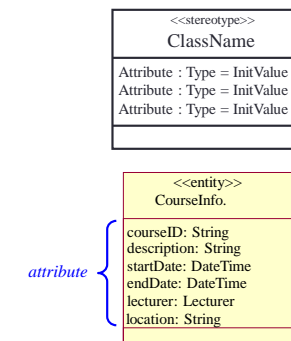 <<stereotype>>
ClassName
Attribute : Type = InitValue
Attribute : Type = InitValue
Attribute : Type = InitValue
<<entity>>
CourseInfo.
attribute
courseID: String
description: String
startDate: DateTime
endDate: DateTime
lecturer: Lecturer
location: String